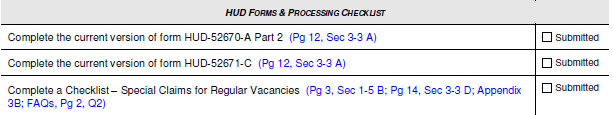 HUD FORMS & PROCESSING CHECKLIST
Complete the current version of form HUD-52670-A Part 2 (Pg 12, Sec 3-3 A)
Submitted
Complete the current version of form HUD-52671-C (Pg 12, Sec 3-3 A)
Submitted
Complete a Checklist – Special Claims for Regular Vacancies (Pg 3, Sec 1-5 B; Pg 14, Sec 3-3 D; Appendix
3B; FAQs, Pg 2, Q2)
Submitted